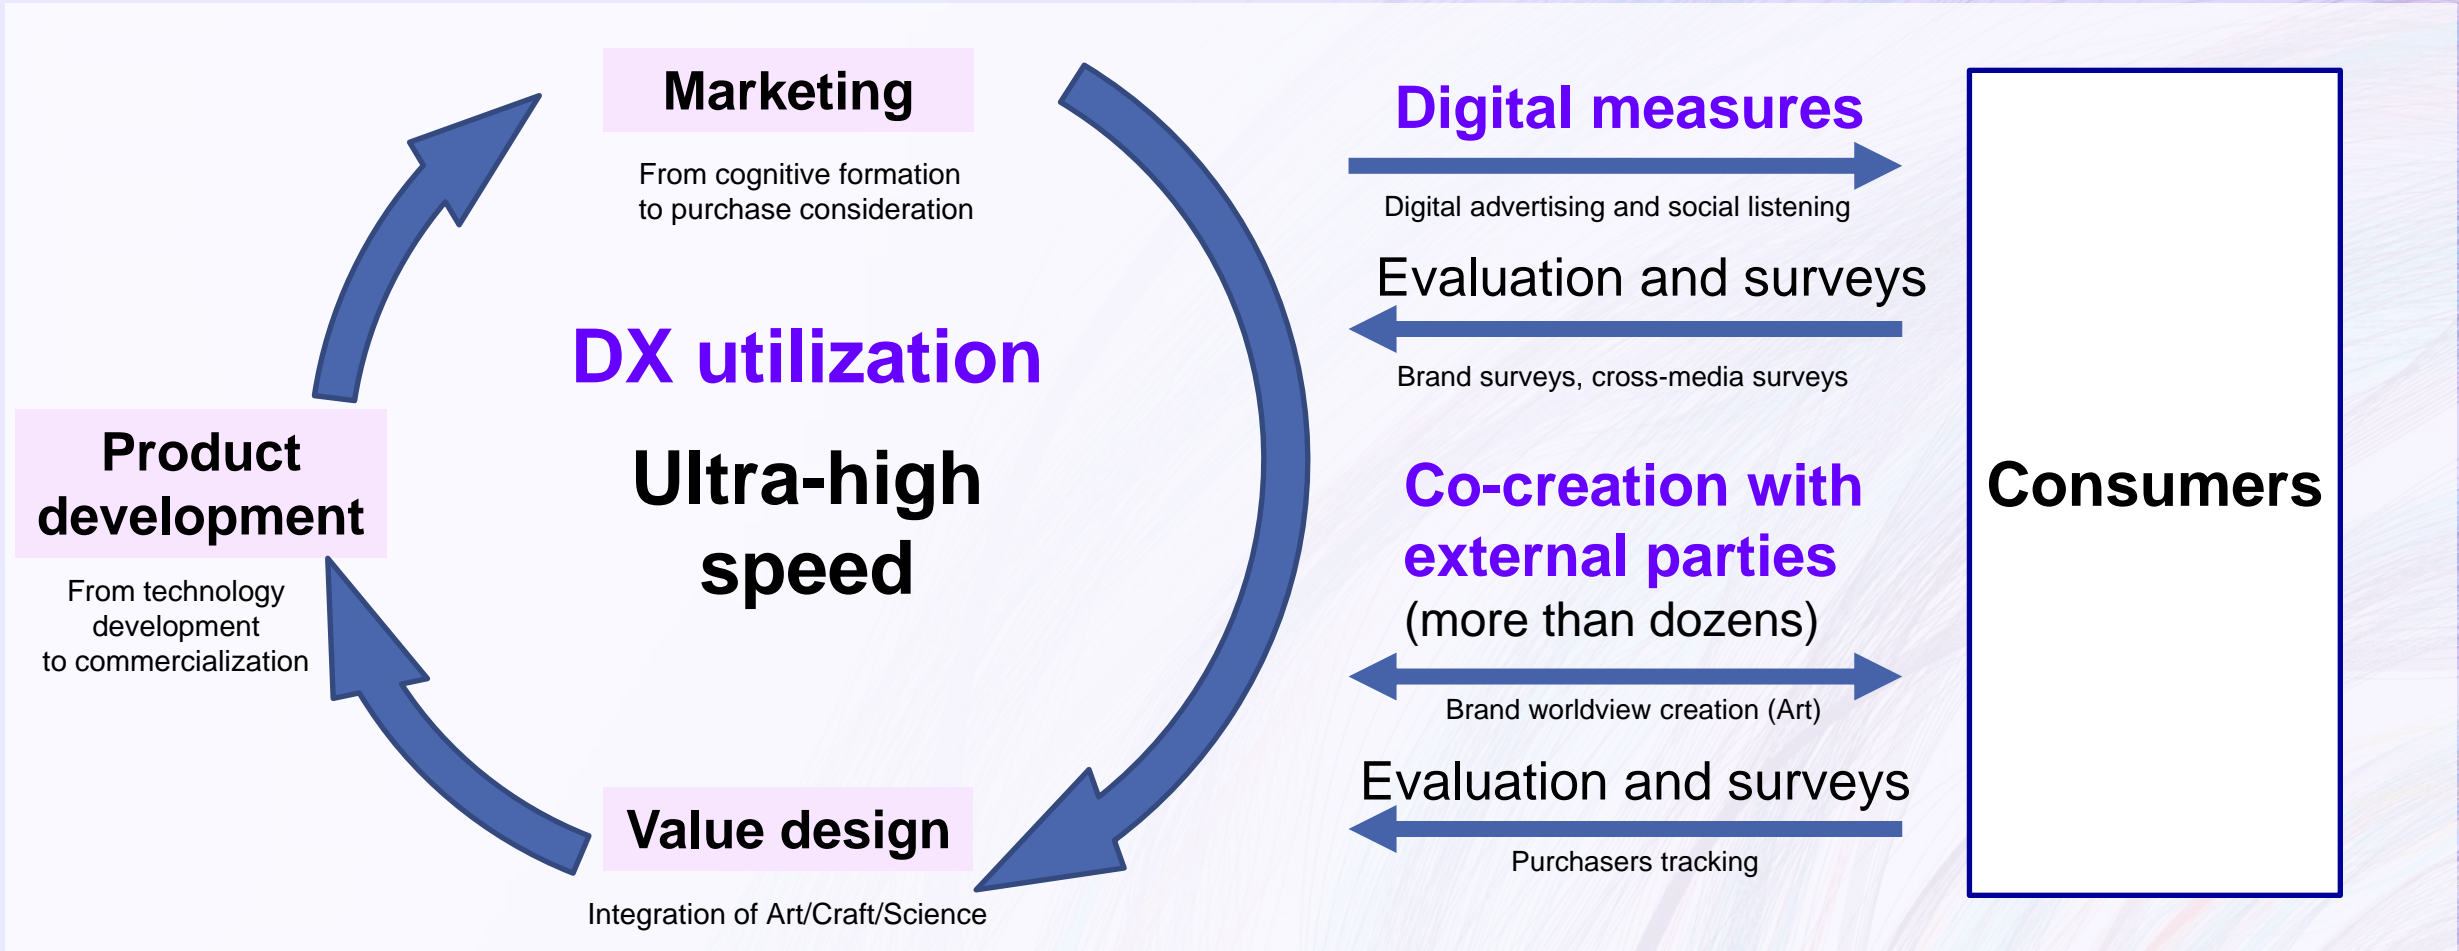 Marketing
From cognitive formation
to purchase consideration
DX utilization
Ultra-high
speed
Product
development
From technology
development
to commercialization
Value design
Integration of Art/Craft/Science
Digital measures
Digital advertising and social listening
Evaluation and surveys
Brand surveys, cross-media surveys
Co-creation with
external parties
(more than dozens)
Brand worldview creation (Art)
Evaluation and surveys
Purchasers tracking
Consumers